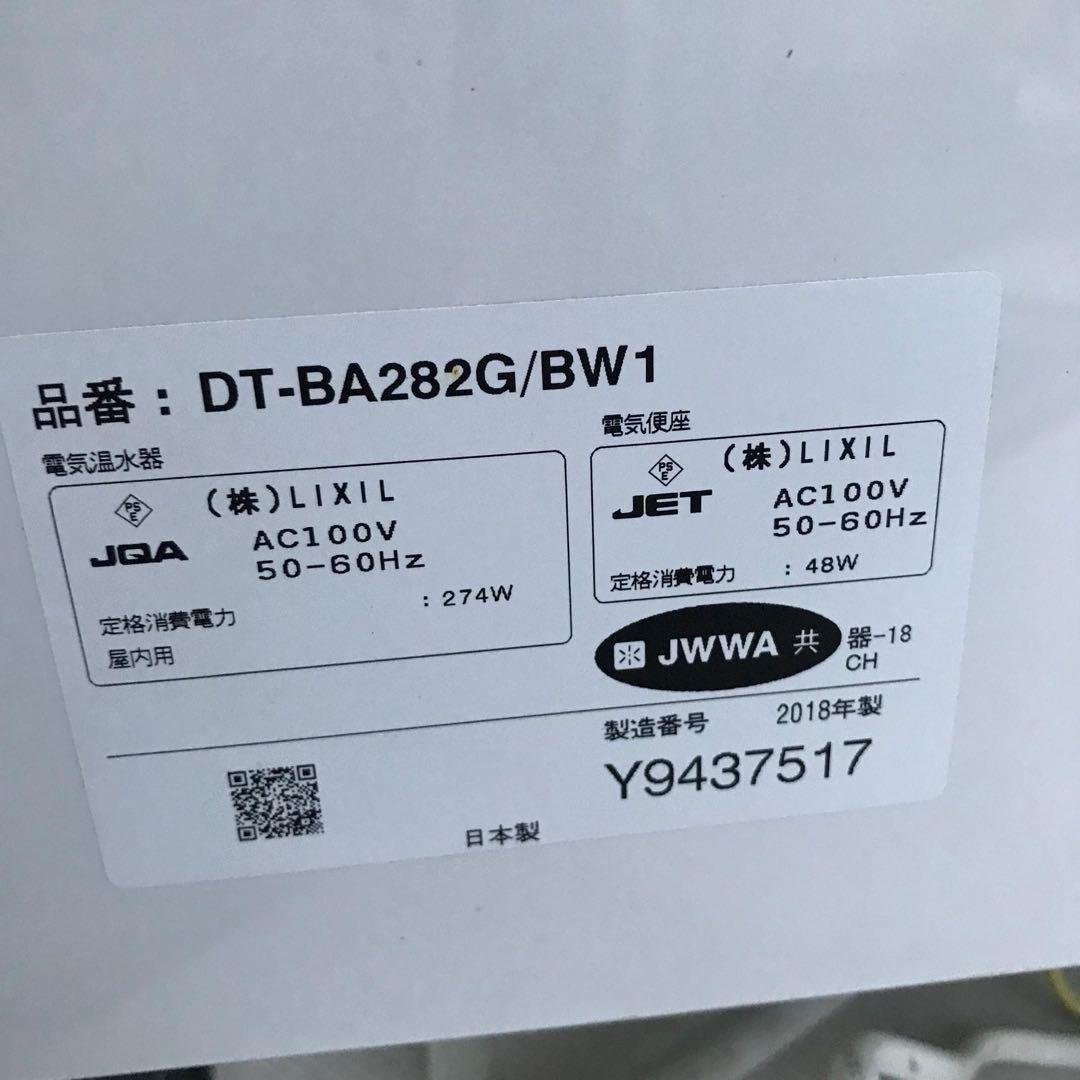 品番：DT-BA282G/BW1
電気温水器
PS
E
(株)LIXIL
JQA
AC100V
50-60Hz
定格消費電力 : 274W
屋内用
電気便座
PS
E
(株)LIXIL
JET
AC100V
50-60Hz
定格消費電力 : 48W
JWWA 共 器-18
CH
製造番号 2018年製
Y9437517
日本製